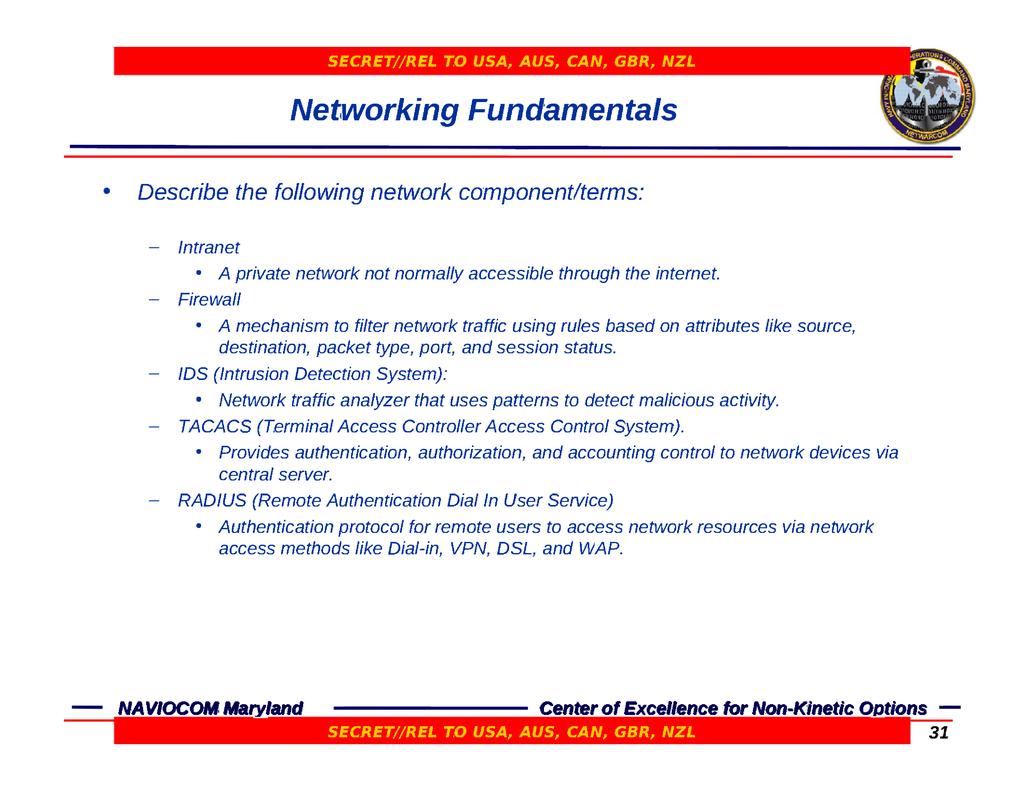 SECRET//REL TO USA, AUS, CAN, GBR, NZL
Networking Fundamentals
• Describe the following network component/terms:
– Intranet
• A private network not normally accessible through the internet.
– Firewall
• A mechanism to filter network traffic using rules based on attributes like source,
destination, packet type, port, and session status.
– IDS (Intrusion Detection System):
• Network traffic analyzer that uses patterns to detect malicious activity.
– TACACS (Terminal Access Controller Access Control System).
• Provides authentication, authorization, and accounting control to network devices via
central server.
– RADIUS (Remote Authentication Dial In User Service)
• Authentication protocol for remote users to access network resources via network
access methods like Dial-in, VPN, DSL, and WAP.
NAVIOCOM Maryland
Center of Excellence for Non-Kinetic Options
SECRET//REL TO USA, AUS, CAN, GBR, NZL
31
NETWARCOM